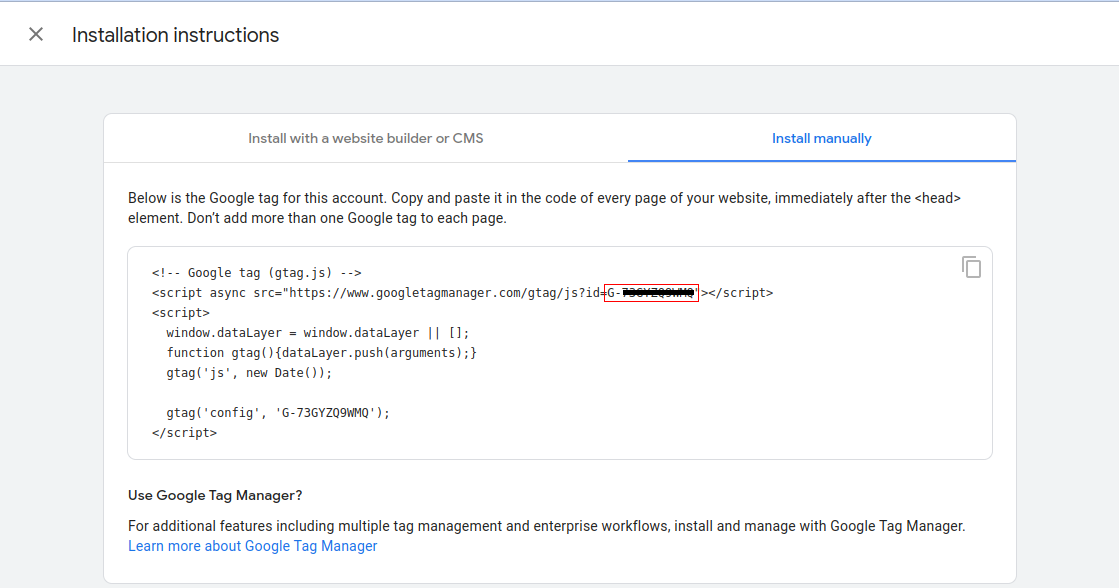 Installation instructions
Install with a website builder or CMS
Install manually
Below is the Google tag for this account. Copy and paste it in the code of every page of your website, immediately after the <head>
element. Don’t add more than one Google tag to each page.
<!-- Google tag (gtag.js) -->
<script async src="https://www.googletagmanager.com/gtag/js?id=G-"></script>
<script>
window.dataLayer = window.dataLayer || [];
function gtag(){dataLayer.push(arguments);}
gtag('js', new Date());
gtag('config', 'G-73GYZQ9WMQ');
</script>
Use Google Tag Manager?
For additional features including multiple tag management and enterprise workflows, install and manage with Google Tag Manager.
Learn more about Google Tag Manager